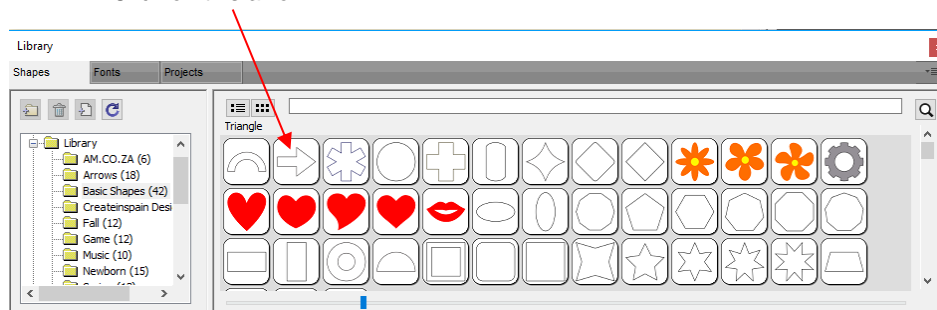 Library
Shapes Fonts Projects
Triangle
Library
AM.CO.ZA (6)
Arrows (18)
Basic Shapes (42)
Createinspain Desi
Fall (12)
Game (12)
Music (10)
Newborn (15)